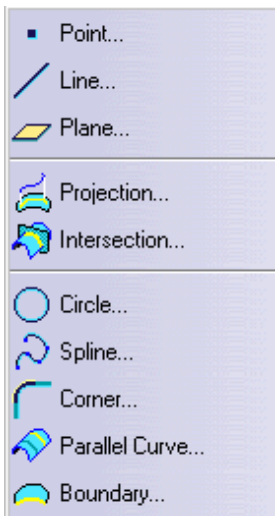 Point...
Line...
Plane...
Projection...
Intersection...
Circle...
Spline...
Corner...
Parallel Curve...
Boundary...